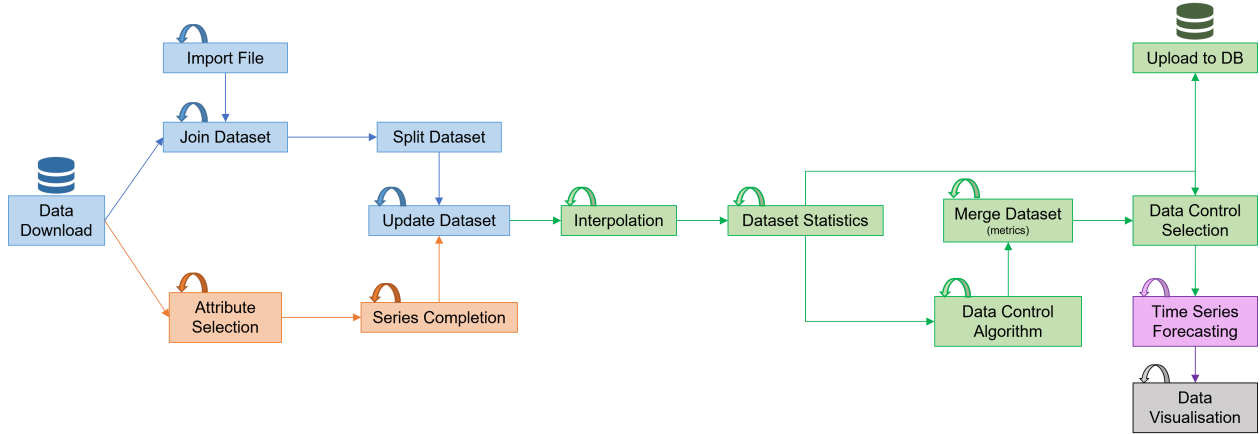 Import File
Upload to DB
Join Dataset
Split Dataset
Data
Download
Update Dataset
Interpolation
Dataset Statistics
Merge Dataset
(metrics)
Data Control
Selection
Attribute
Selection
Series Completion
Data Control
Algorithm
Time Series
Forecasting
Data
Visualisation